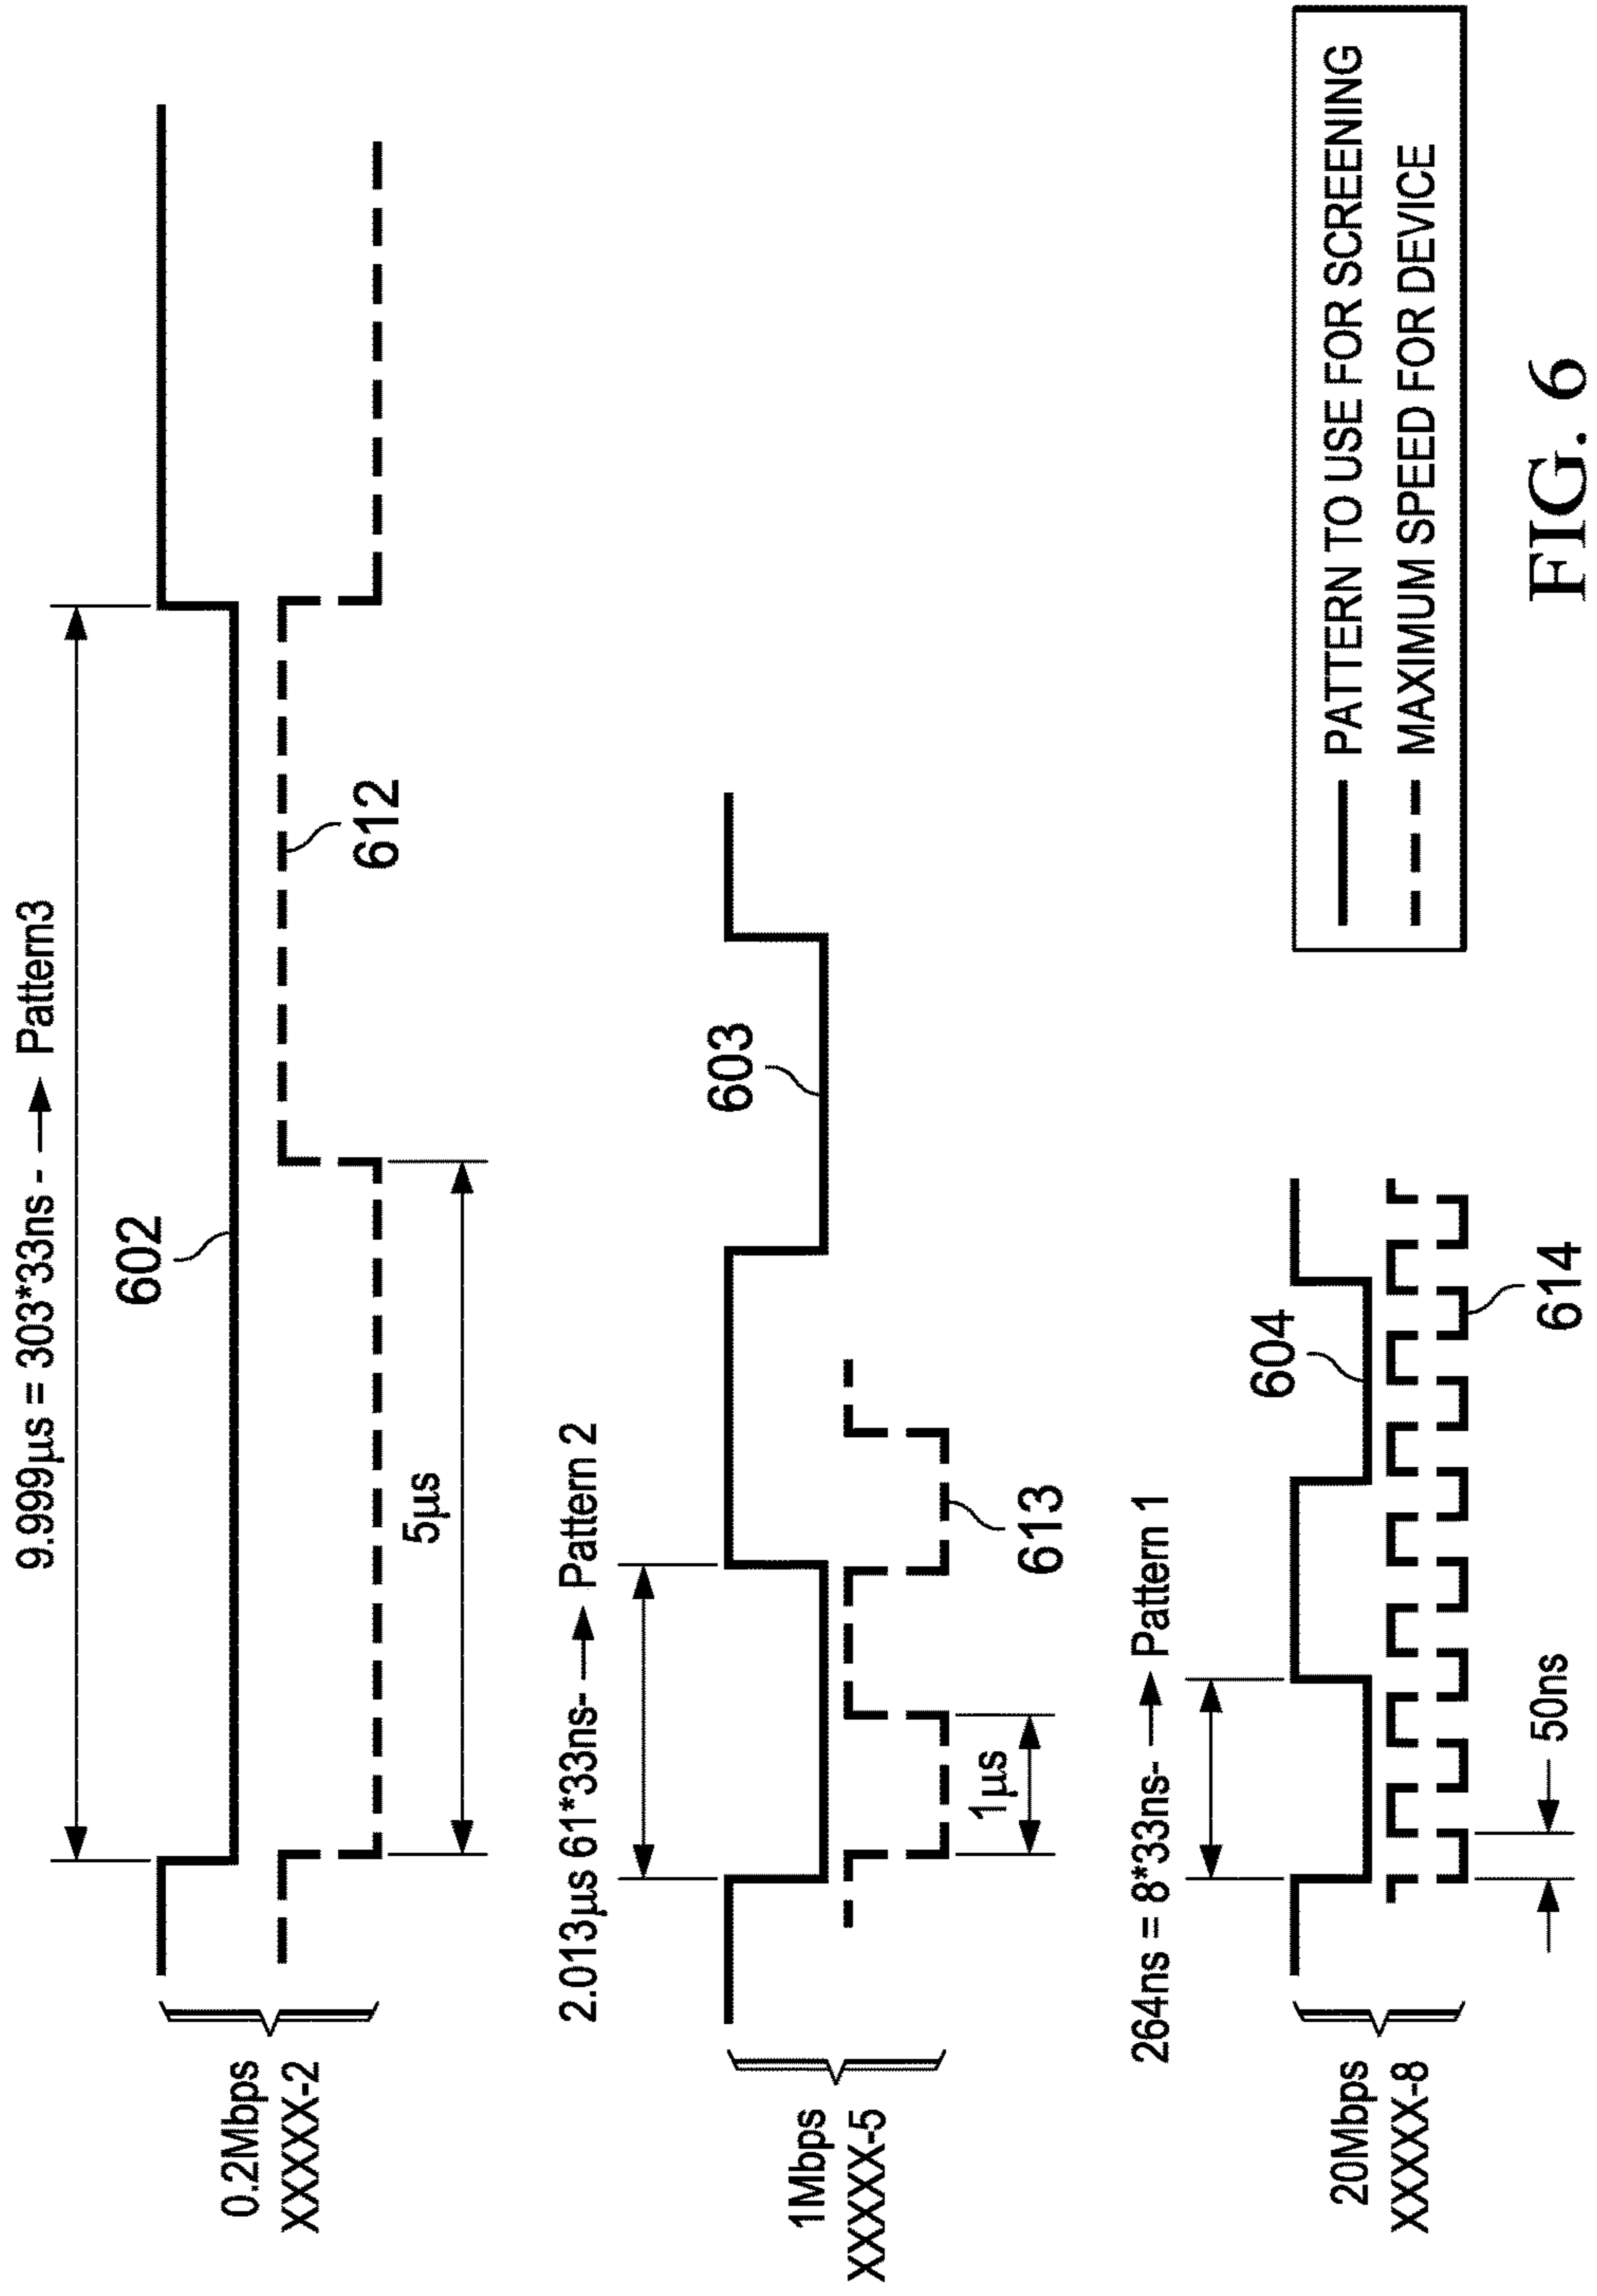 9.999µs = 303*33ns - → Pattern3
602
0.2Mbps
XXXXX-2
612
5µs
2.013µs 61*33ns- → Pattern 2
603
1Mbps
XXXXX-5
613
1µs
264ns = 8*33ns- → Pattern 1
604
20Mbps
XXXXX-8
614
50ns
PATTERN TO USE FOR SCREENING
MAXIMUM SPEED FOR DEVICE
FIG. 6